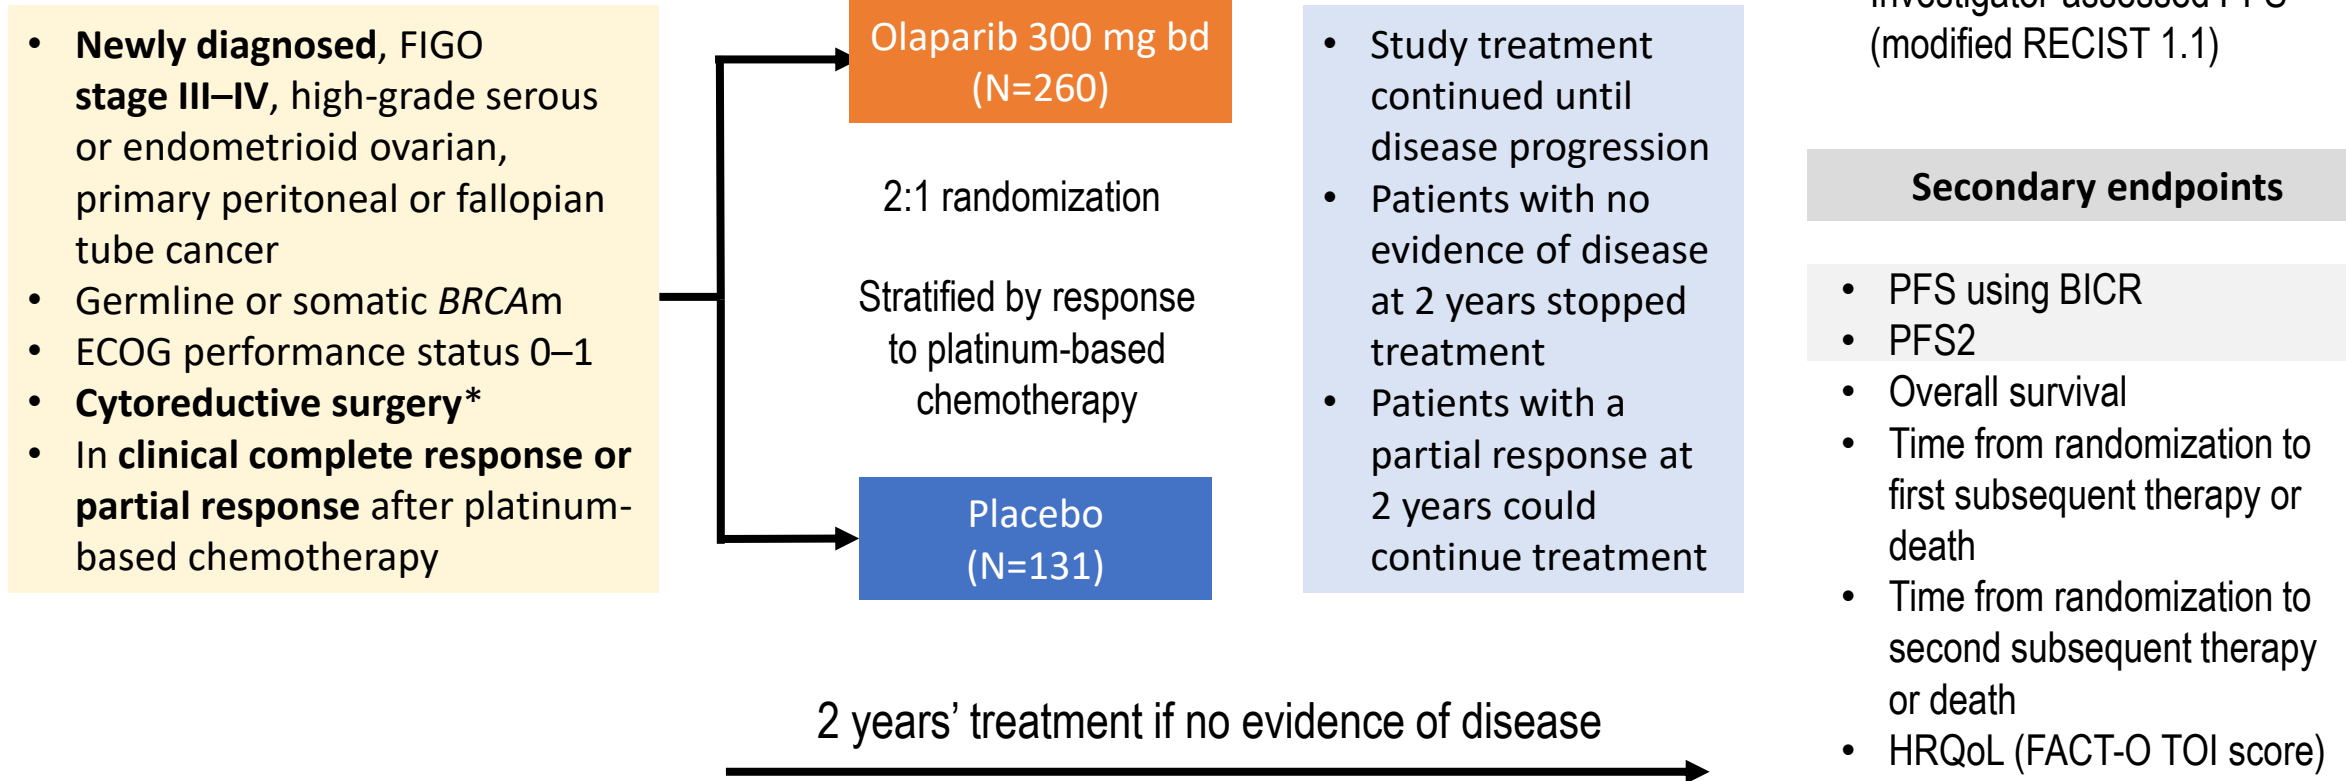 • Newly diagnosed, FIGO
stage III–IV, high-grade serous
or endometrioid ovarian,
primary peritoneal or fallopian
tube cancer
• Germline or somatic BRCAm
• ECOG performance status 0–1
• Cytoreductive surgery*
• In clinical complete response or
partial response after platinum-
based chemotherapy
Olaparib 300 mg bd
(N=260)
2:1 randomization
Stratified by response
to platinum-based
chemotherapy
Placebo
(N=131)
• Study treatment
continued until
disease progression
• Patients with no
evidence of disease
at 2 years stopped
treatment
• Patients with a
partial response at
2 years could
continue treatment
2 years’ treatment if no evidence of disease
(modified RECIST 1.1)
Secondary endpoints
• PFS using BICR
• PFS2
• Overall survival
• Time from randomization to
first subsequent therapy or
death
• Time from randomization to
second subsequent therapy
or death
• HRQoL (FACT-O TOI score)